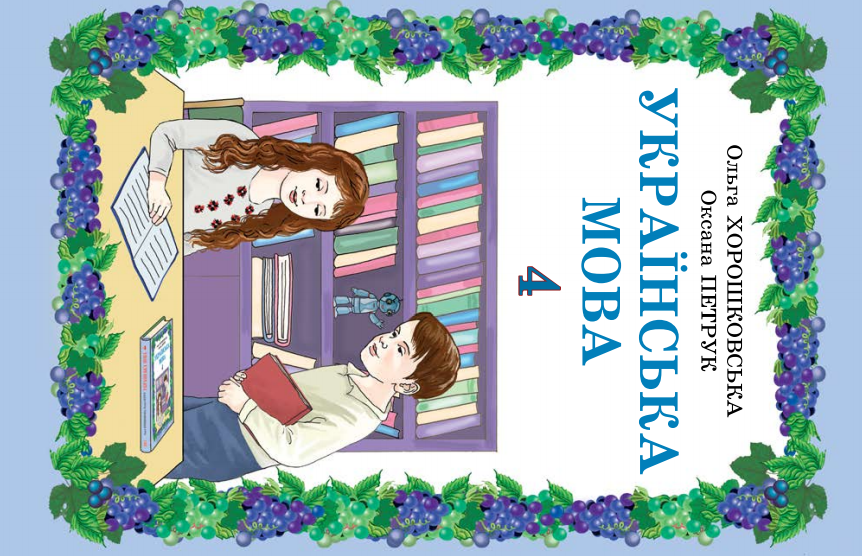 Ольга ХОРОШКОВСЬКА
Оксана ПЕТРУК
УКРАЇНСЬКА
МОВА
4